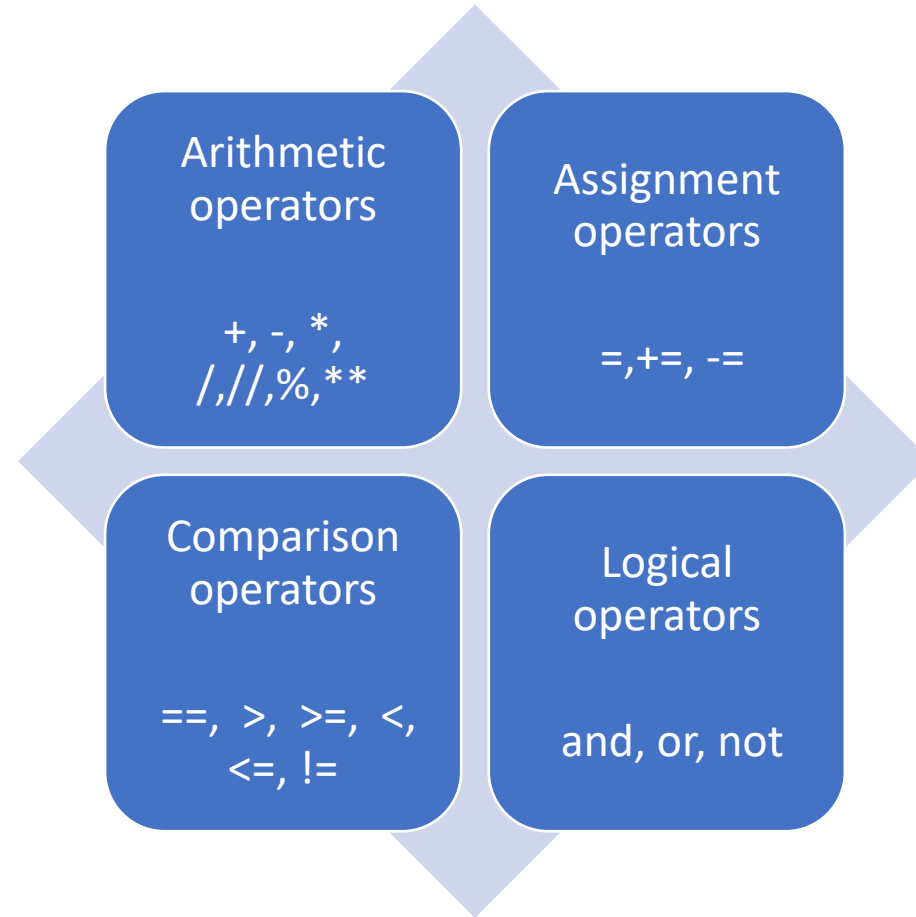 Arithmetic
operators
+, -, *,
/,//,%,**
Assignment
operators
=,+=, -=
Comparison
operators
==, >, >=, <,
<=, !=
Logical
operators
and, or, not